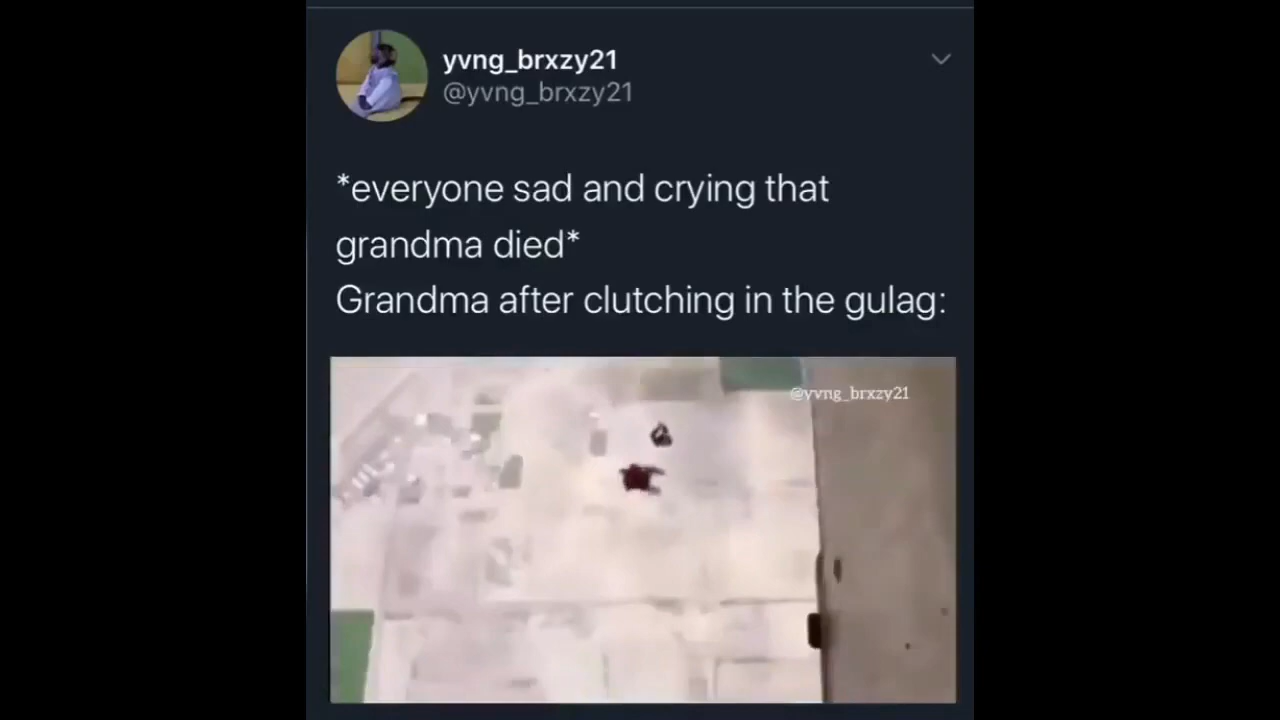 yvng_brxzy21
@yvng_brxzy21
*everyone sad and crying that
grandma died*
Grandma after clutching in the gulag:
@yvng_brxzy21